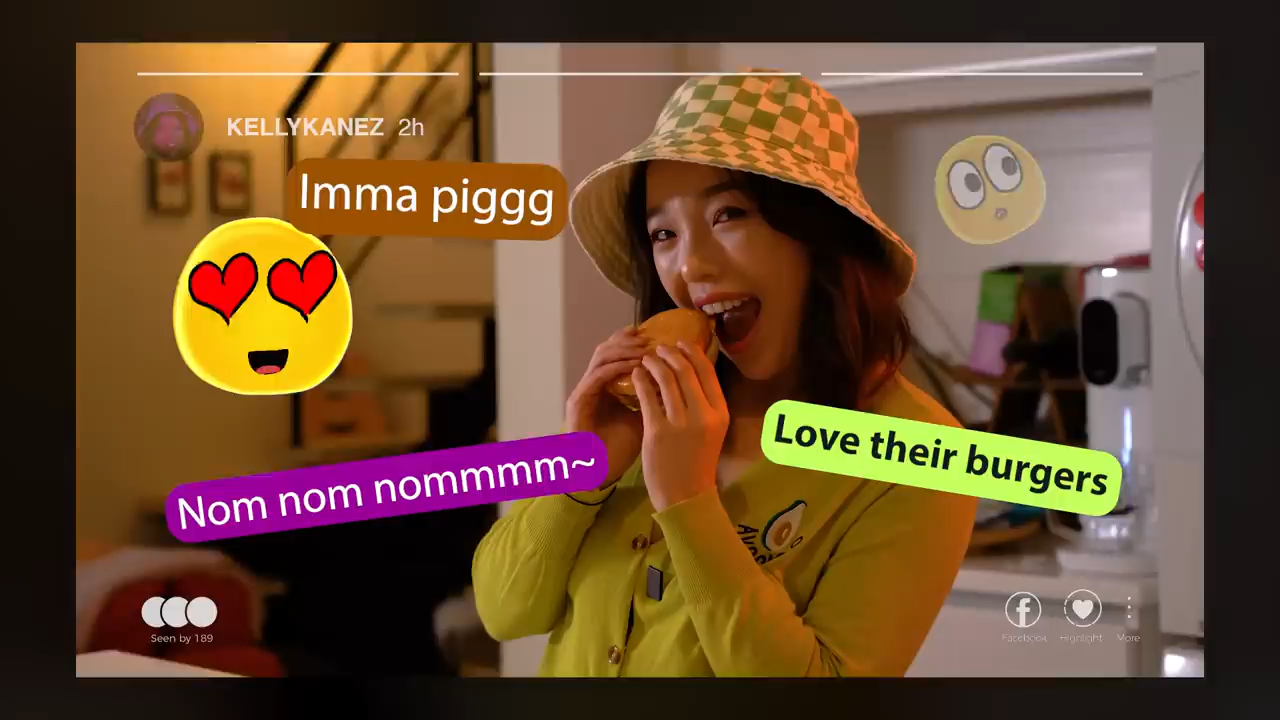 KELLYKANEZ 2h
Imma piggg
Nom nom nommmm~
Love their burgers
Seen by 189
Facebook
Highlight
More